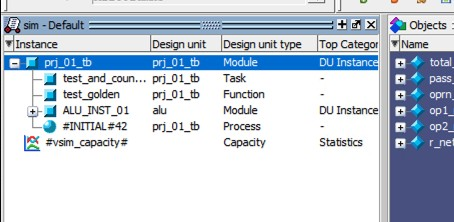 sim - Default
Objects
Instance Design unit Design unit type Top Categor
Name
prj_01_tb prj_01_tb Module DU Instance
total_
test_and_coun... prj_01_tb Task -
pass_
test_golden prj_01_tb Function -
oprn_
ALU_INST_01 alu Module DU Instance
op1_
#INITIAL#42 prj_01_tb Process -
op2_
#vsim_capacity# Capacity Statistics
r_net